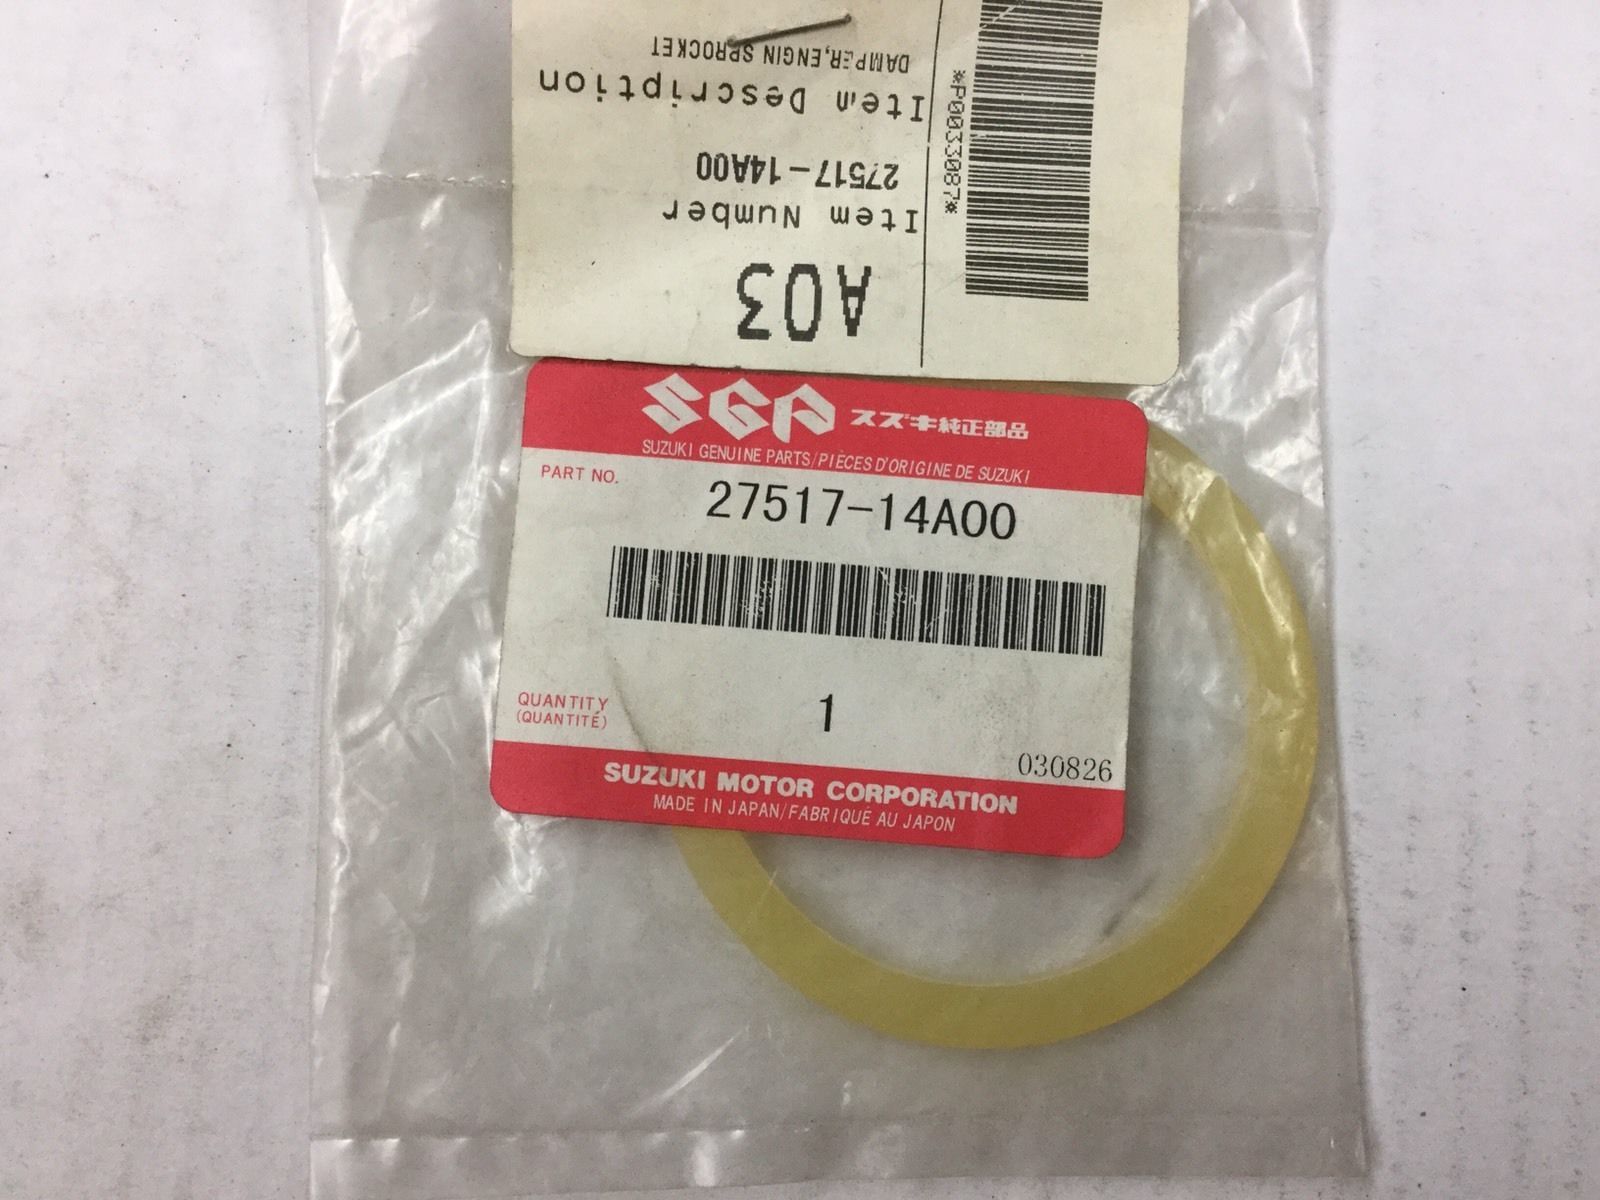 A03
Item Number
27517-14A00
Item Description
DAMPER,ENGIN SPROCKET
*P0033087*
SGP スズキ純正部品
SUZUKI GENUINE PARTS/PIÈCES D'ORIGINE DE SUZUKI
PART NO.
27517-14A00
QUANTITY
(QUANTITÉ)
1
030826
SUZUKI MOTOR CORPORATION
MADE IN JAPAN/FABRIQUÉ AU JAPON